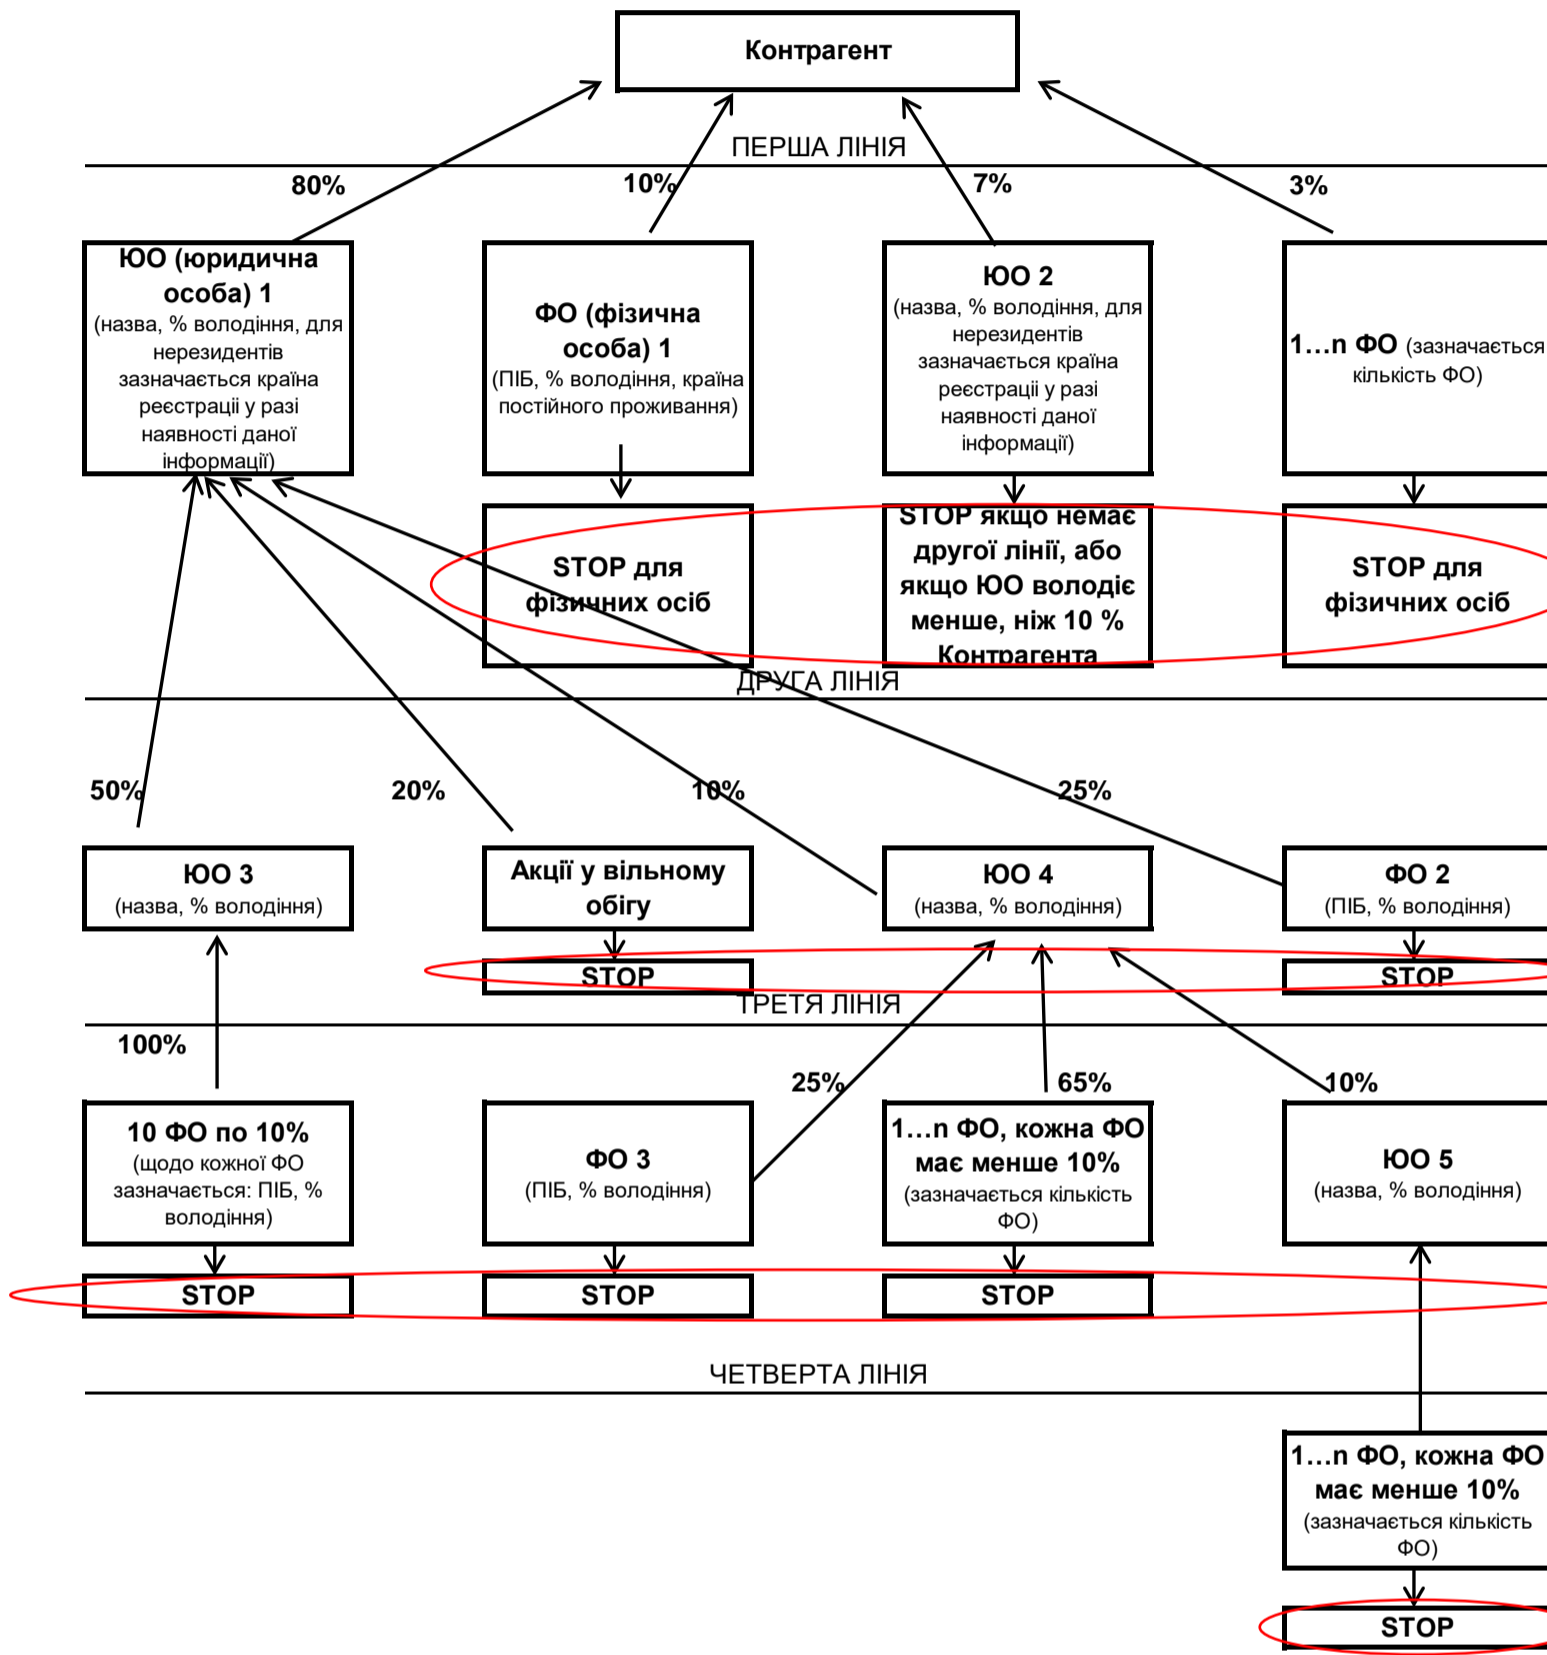 Контрагент
ПЕРША ЛІНІЯ
80%
10%
7%
3%
ЮО (юридична
особа) 1
(назва, % володіння, для
нерезидентів
зазначається країна
реєстрації у разі
наявності даної
інформації)
ФО (фізична
особа) 1
(ПІБ, % володіння, країна
постійного проживання)
ЮО 2
(назва, % володіння, для
нерезидентів
зазначається країна
реєстрації у разі
наявності даної
інформації)
1…n ФО (зазначається
кількість ФО)
STOP для
фізичних осіб
STOP якщо немає
другої лінії, або
якщо ЮО володіє
менше, ніж 10 %
Контрагента
STOP для
фізичних осіб
ДРУГА ЛІНІЯ
50%
20%
10%
25%
ЮО 3
(назва, % володіння)
Акції у вільному
обігу
ЮО 4
(назва, % володіння)
ФО 2
(ПІБ, % володіння)
STOP
STOP
ТРЕТЯ ЛІНІЯ
100%
25%
65%
10%
10 ФО по 10%
(щодо кожної ФО
зазначається: ПІБ, %
володіння)
ФО 3
(ПІБ, % володіння)
1…n ФО, кожна ФО
має менше 10%
(зазначається кількість
ФО)
ЮО 5
(назва, % володіння)
STOP
STOP
STOP
ЧЕТВЕРТА ЛІНІЯ
1…n ФО, кожна ФО
має менше 10%
(зазначається кількість
ФО)
STOP